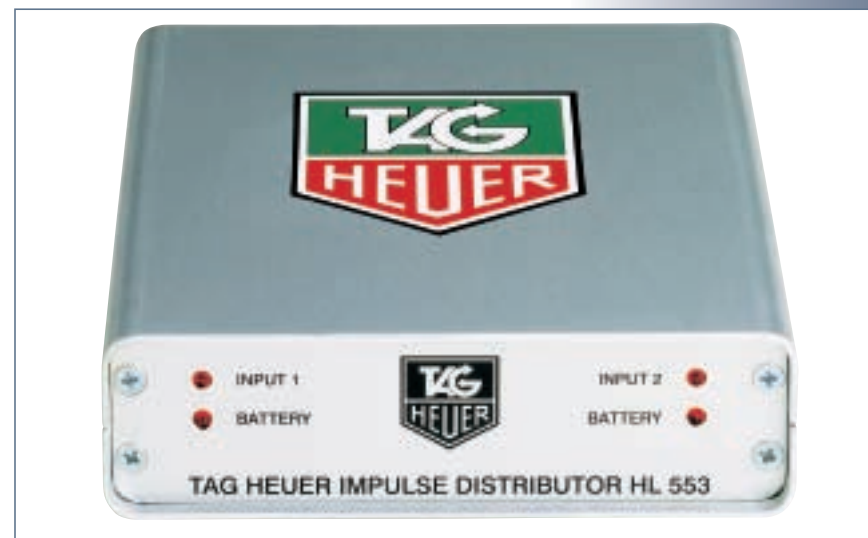 TAG
HEUER
INPUT 1
BATTERY
TAG
HEUER
INPUT 2
BATTERY
TAG HEUER IMPULSE DISTRIBUTOR HL 553